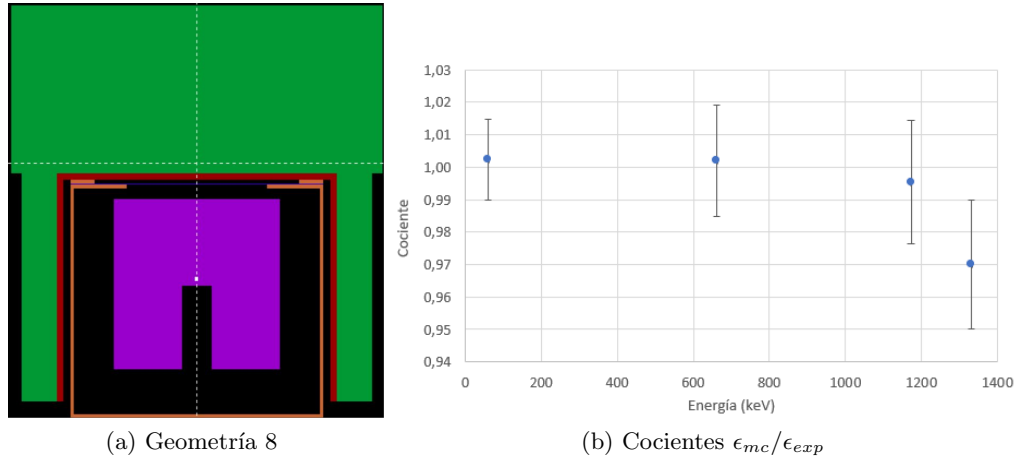 1,03
1,02
1,01
1,00
0,99
0,98
0,97
0,96
0,95
0,94
Cociente
0 200 400 600 800 1000 1200 1400
Energía (keV)
(a) Geometría 8
(b) Cocientes ϵmc/ϵexp